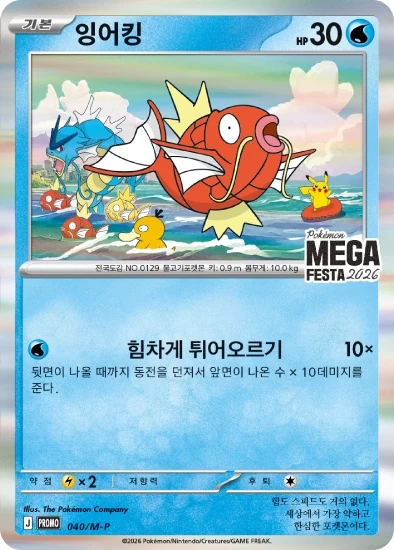 기본 잉어킹 HP 30
Pokémon
MEGA
FESTA 2026
전국도감 NO.0129 물고기포켓몬 키: 0.9 m 몸무게: 10.0 kg
힘차게 튀어오르기 10×
뒷면이 나올 때까지 동전을 던져서 앞면이 나온 수 × 10데미지를
준다.
약점 ×2 저항력 후퇴
Illus. The Pokémon Company
J PROMO 040/M-P
힘도 스피드도 거의 없다.
세상에서 가장 약하고
한심한 포켓몬이다.
©2026 Pokémon/Nintendo/Creatures/GAME FREAK.